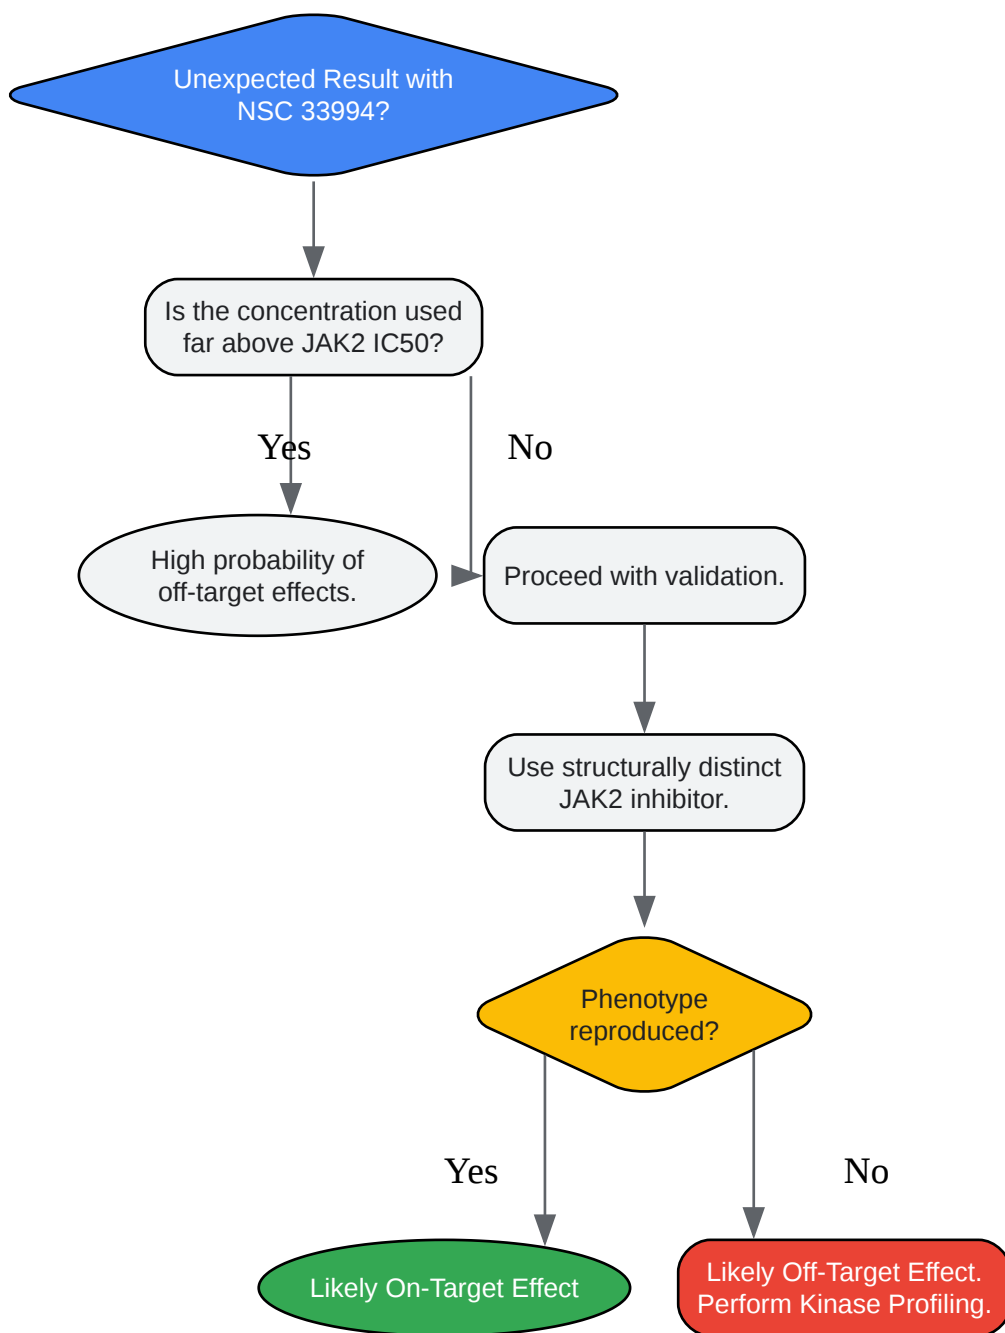 Unexpected Result with
NSC 33994?
Is the concentration used
far above JAK2 IC50?
Yes
No
High probability of
off-target effects.
Proceed with validation.
Use structurally distinct
JAK2 inhibitor.
Phenotype
reproduced?
Yes
No
Likely On-Target Effect
Likely Off-Target Effect.
Perform Kinase Profiling.